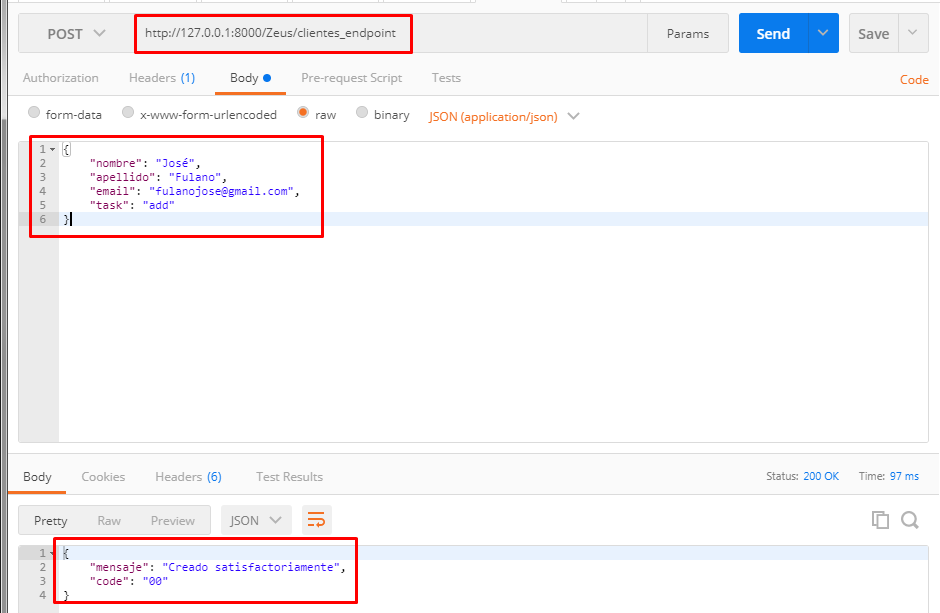 POST http://127.0.0.1:8000/Zeus/clientes_endpoint Params Send Save
Authorization Headers (1) Body Pre-request Script Tests Code
form-data x-www-form-urlencoded raw binary JSON (application/json)
1 {
2 "nombre": "José",
3 "apellido": "Fulano",
4 "email": "fulanojose@gmail.com",
5 "task": "add"
6 }
Body Cookies Headers (6) Test Results Status: 200 OK Time: 97 ms
Pretty Raw Preview JSON
1 {
2 "mensaje": "Creado satisfactoriamente",
3 "code": "00"
4 }